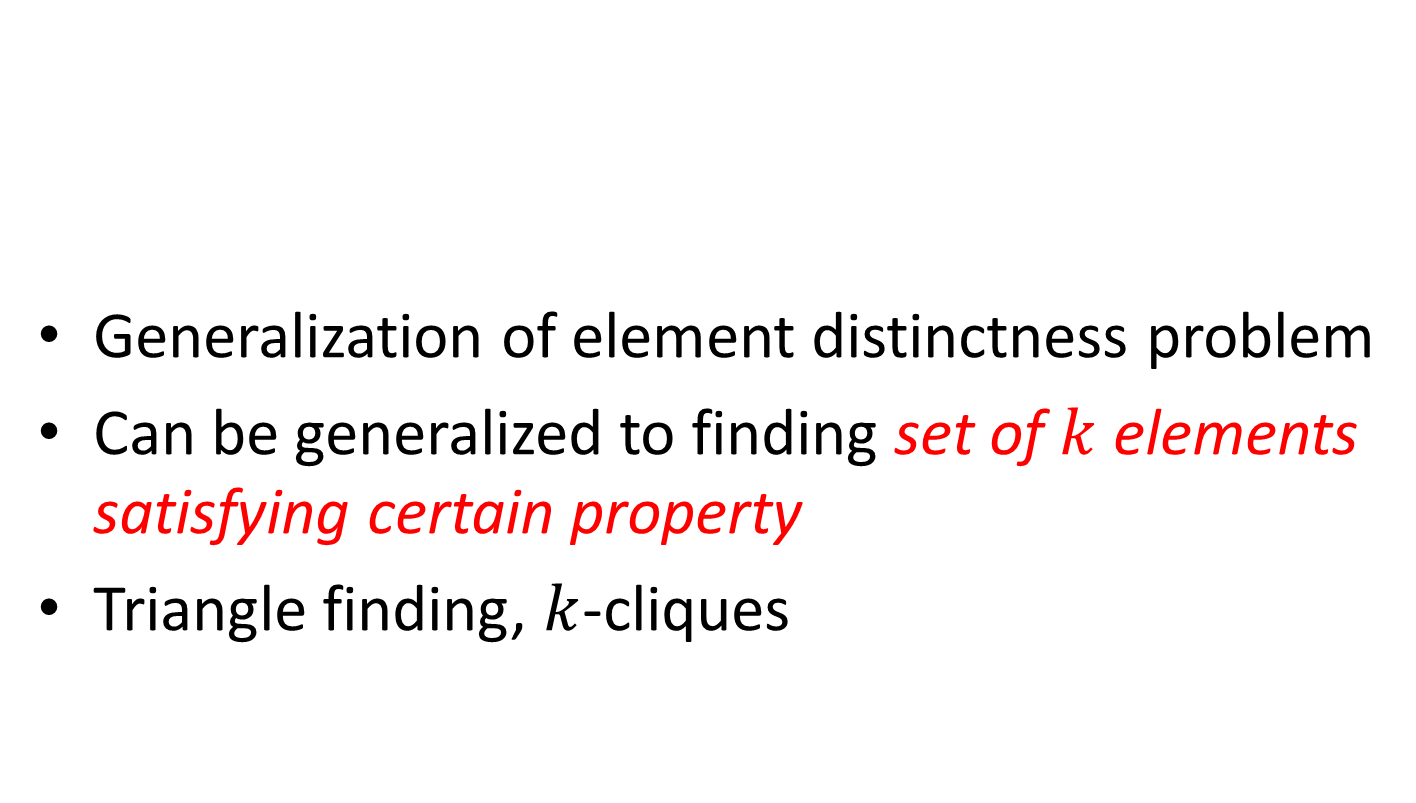 • Generalization of element distinctness problem
• Can be generalized to finding set of k elements
satisfying certain property
• Triangle finding, k-cliques